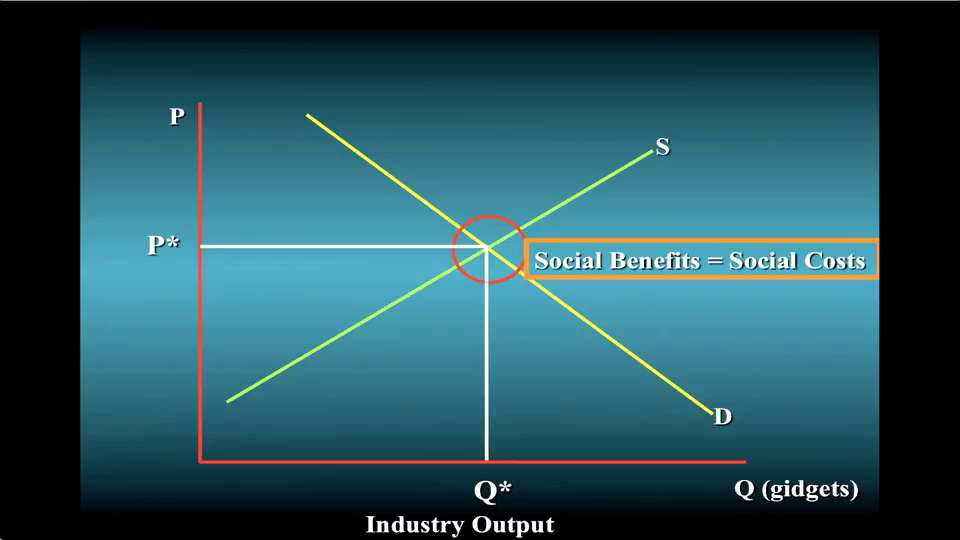 P
S
P*
Social Benefits = Social Costs
D
Q*
Q (gidgets)
Industry Output